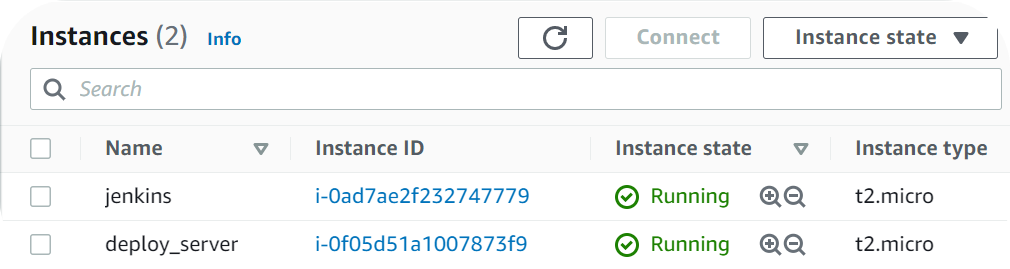 Instances (2) Info Connect Instance state
Search
Name Instance ID Instance state Instance type
jenkins i-0ad7ae2f232747779 Running t2.micro
deploy_server i-0f05d51a1007873f9 Running t2.micro